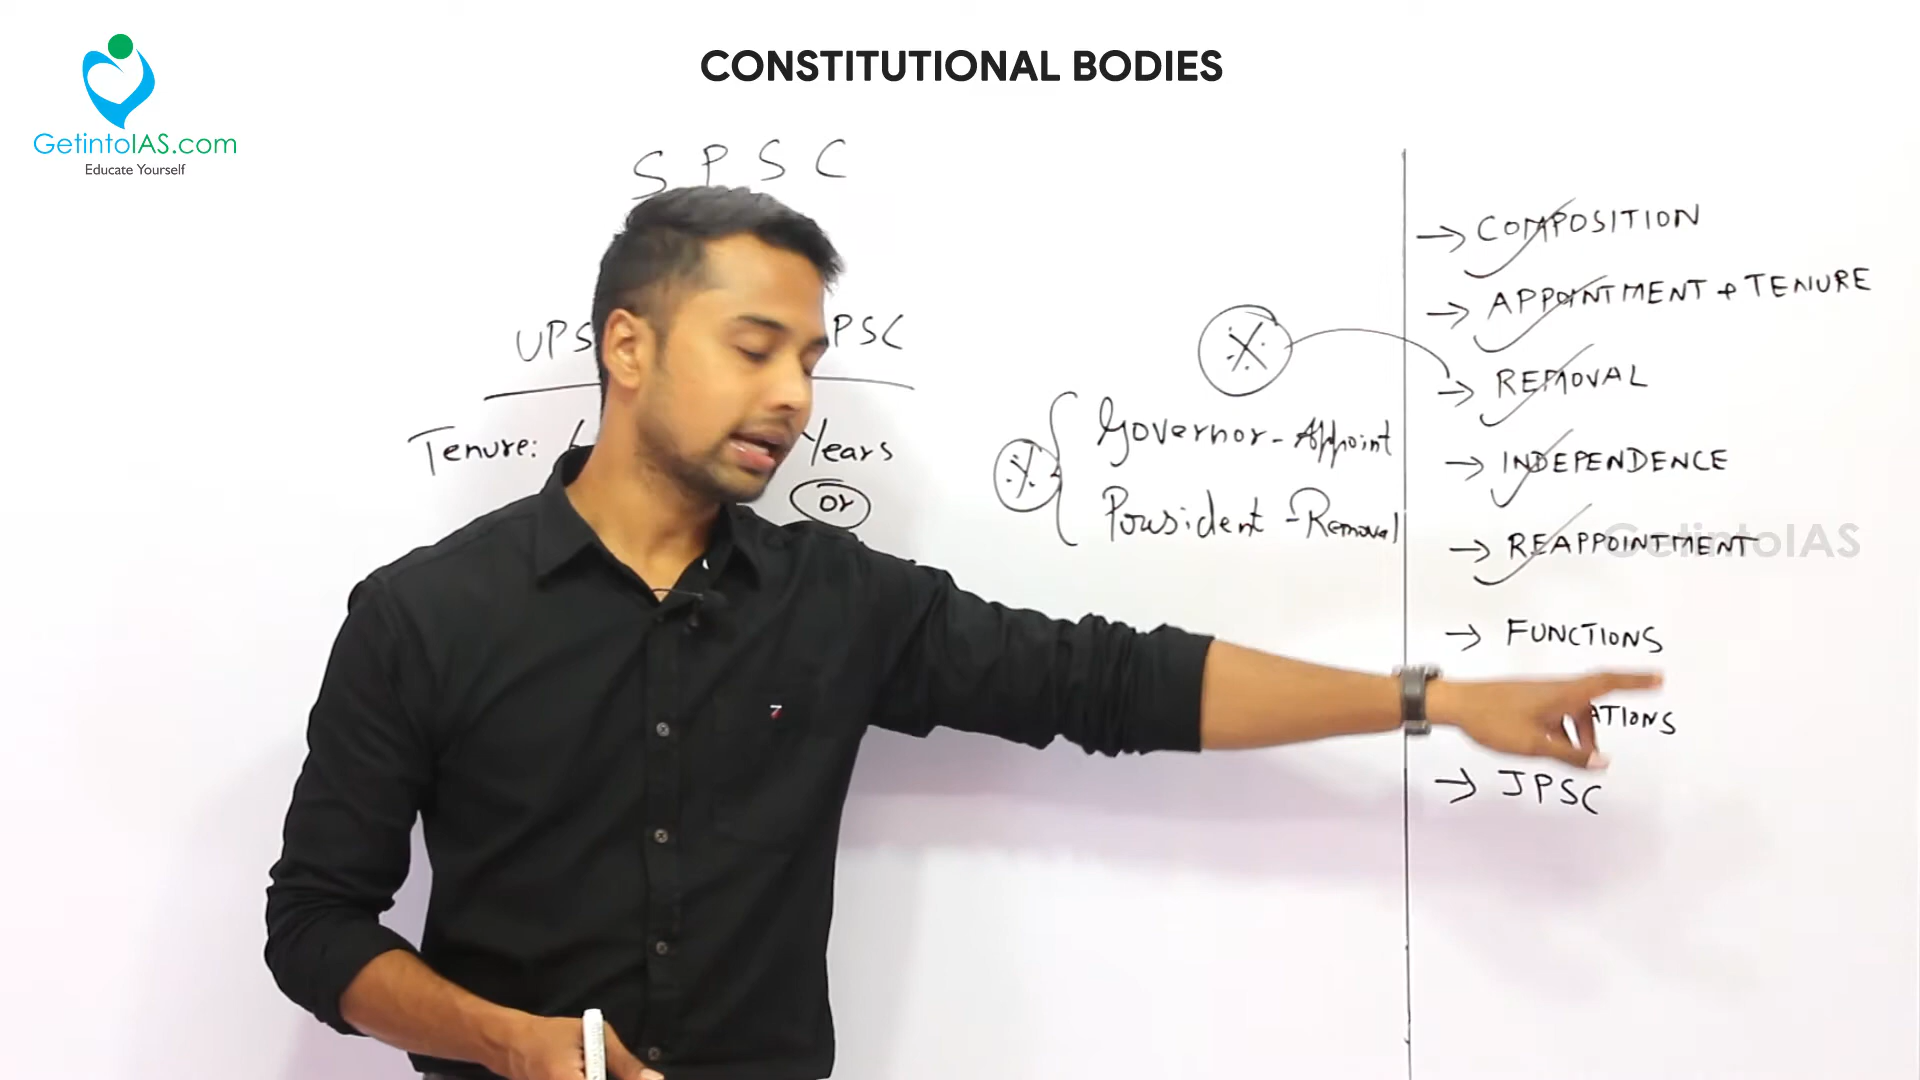 CONSTITUTIONAL BODIES
GetintoIAS.com
Educate Yourself
S P S C
UPS
PSC
Tenure: 6
Years
or
Governor - Appoint
President - Removal
→ COMPOSITION
→ APPOINTMENT + TENURE
→ REMOVAL
→ INDEPENDENCE
→ REAPPOINTMENT
GetintoIAS
→ FUNCTIONS
ATIONS
→ JPSC